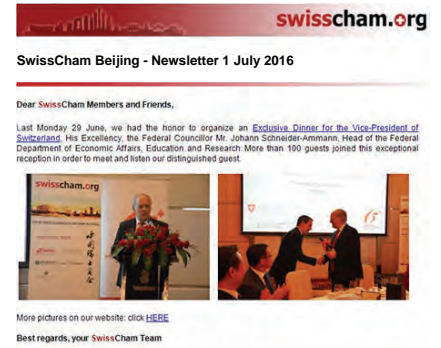 swisscham.org
SwissCham Beijing - Newsletter 1 July 2016
Dear SwissCham Members and Friends,
Last Monday 29 June, we had the honor to organize an Exclusive Dinner for the Vice-President of
Switzerland, His Excellency, the Federal Councillor Mr. Johann Schneider-Ammann, Head of the Federal
Department of Economic Affairs, Education and Research. More than 100 guests joined this exceptional
reception in order to meet and listen our distinguished guest.
swisscham.org
More pictures on our website: click HERE
Best regards, your SwissCham Team